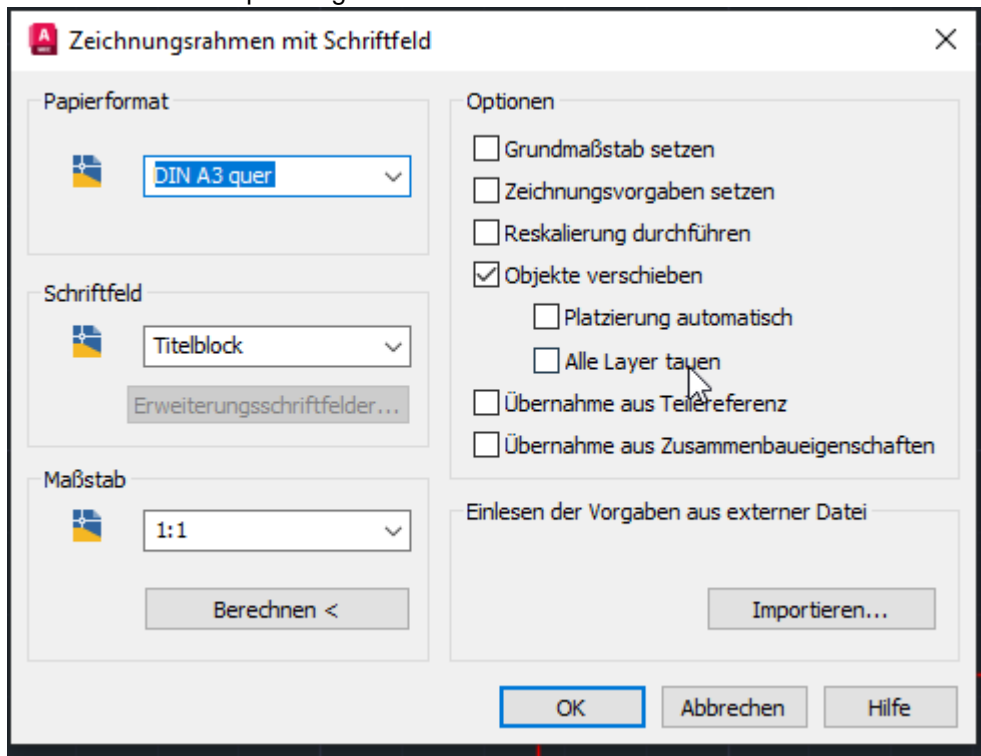 Zeichnungsrahmen mit Schriftfeld
Papierformat
DIN A3 quer
Schriftfeld
Titelblock
Erweiterungsschriftfelder...
Maßstab
1:1
Berechnen <
Optionen
Grundmaßstab setzen
Zeichnungsvorgaben setzen
Reskalierung durchführen
Objekte verschieben
Platzierung automatisch
Alle Layer tauen
Übernahme aus Teilereferenz
Übernahme aus Zusammenbaueigenschaften
Einlesen der Vorgaben aus externer Datei
Importieren...
OK
Abbrechen
Hilfe